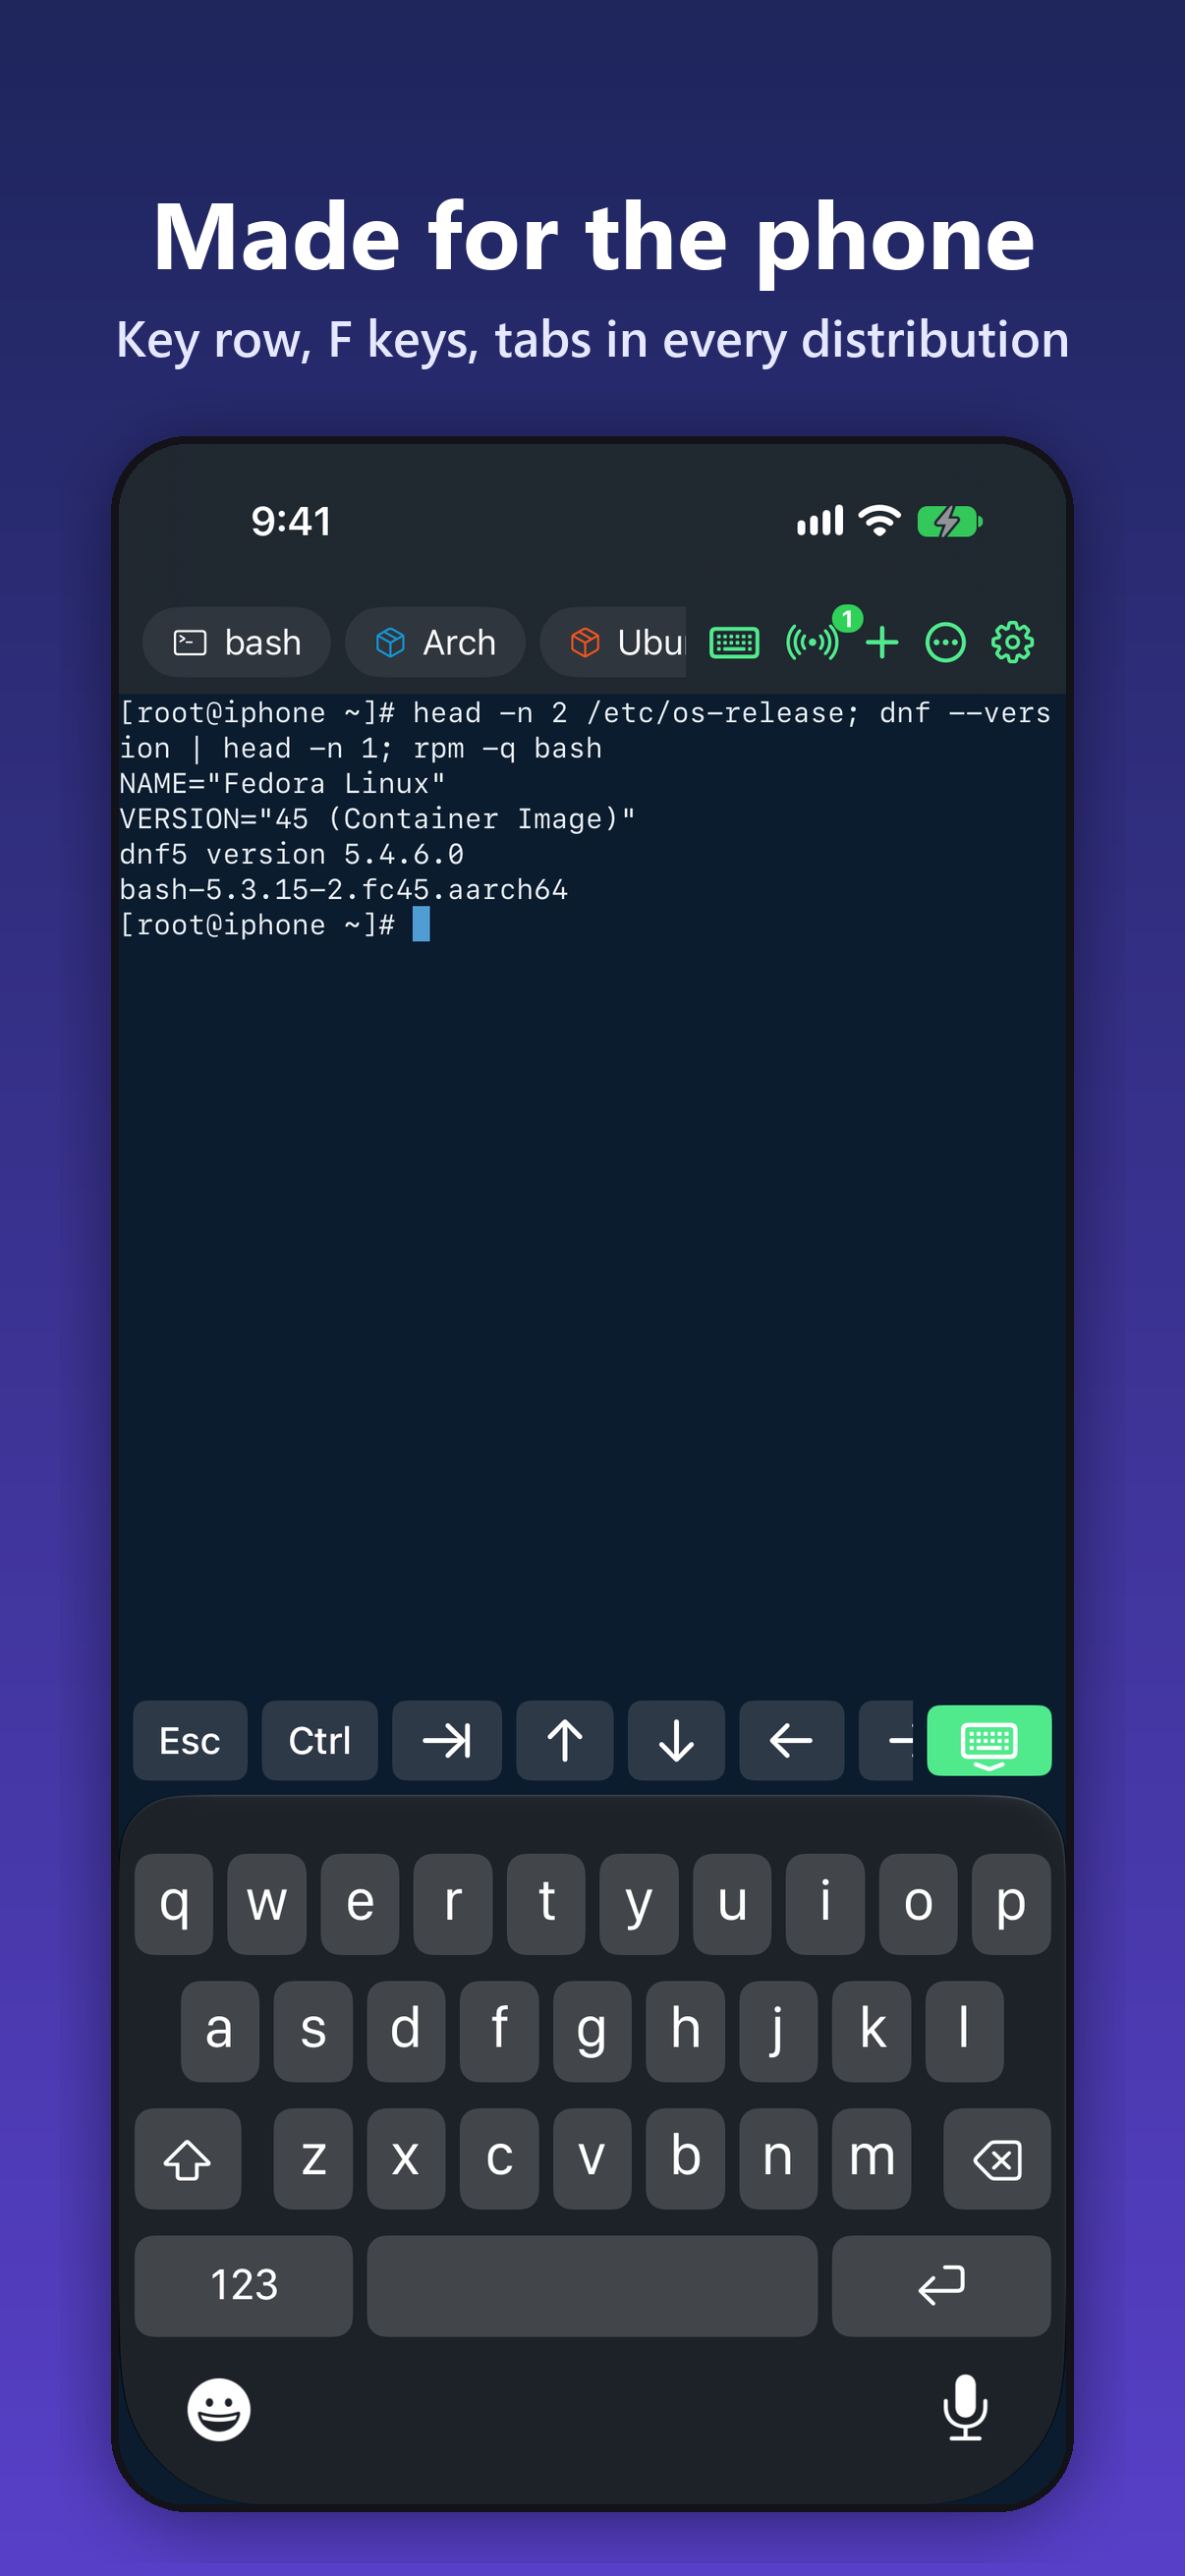 Made for the phone
Key row, F keys, tabs in every distribution
9:41
bash Arch Ubu 1
[root@iphone ~]# head -n 2 /etc/os-release; dnf --vers
ion | head -n 1; rpm -q bash
NAME="Fedora Linux"
VERSION="45 (Container Image)"
dnf5 version 5.4.6.0
bash-5.3.15-2.fc45.aarch64
[root@iphone ~]#
Esc Ctrl
q w e r t y u i o p
a s d f g h j k l
z x c v b n m
123